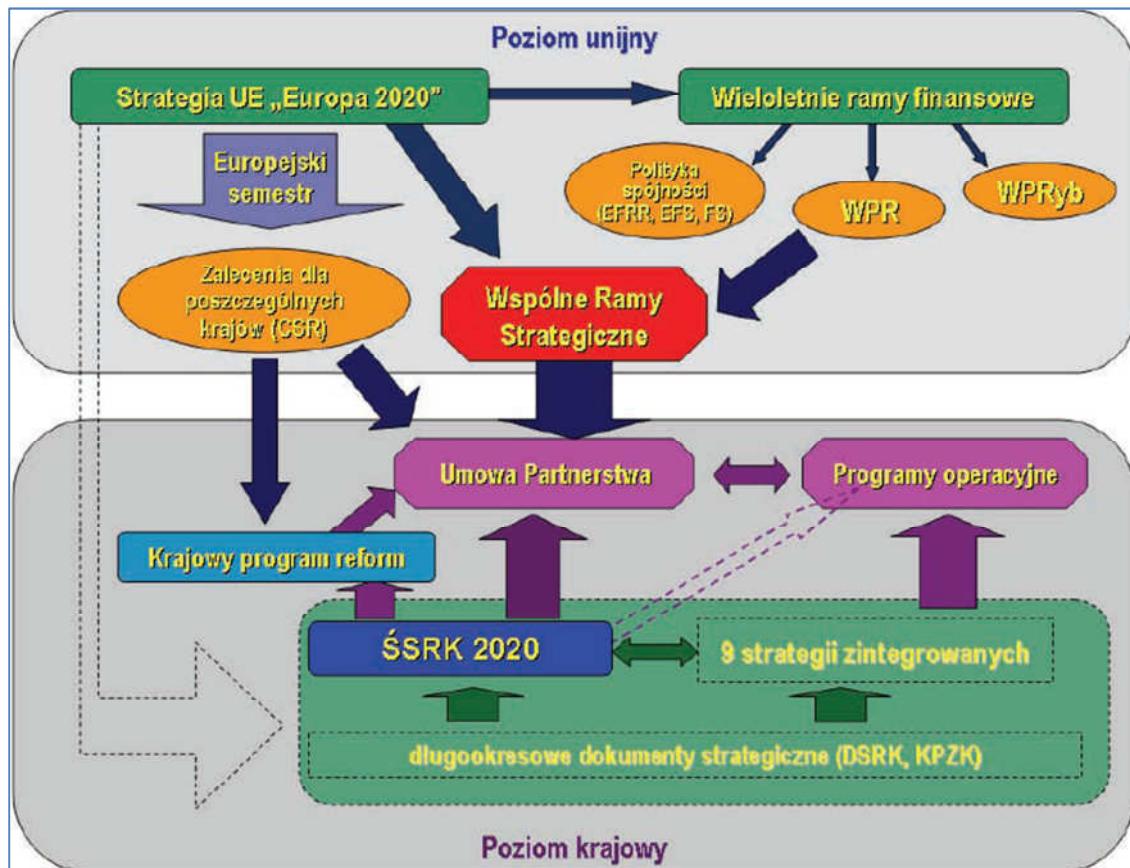 Poziom unijny
Strategia UE „Europa 2020”
Wieloletnie ramy finansowe
Europejski
semestr
Polityka
spójności
(EFRR, EFS, FS)
WPR
WPRyb
Zalecenia dla
poszczególnych
krajów (CSR)
Wspólne Ramy
Strategiczne
Umowa Partnerstwa
Programy operacyjne
Krajowy program reform
ŚSRK 2020
9 strategii zintegrowanych
długookresowe dokumenty strategiczne (DSRK, KPZK)
Poziom krajowy